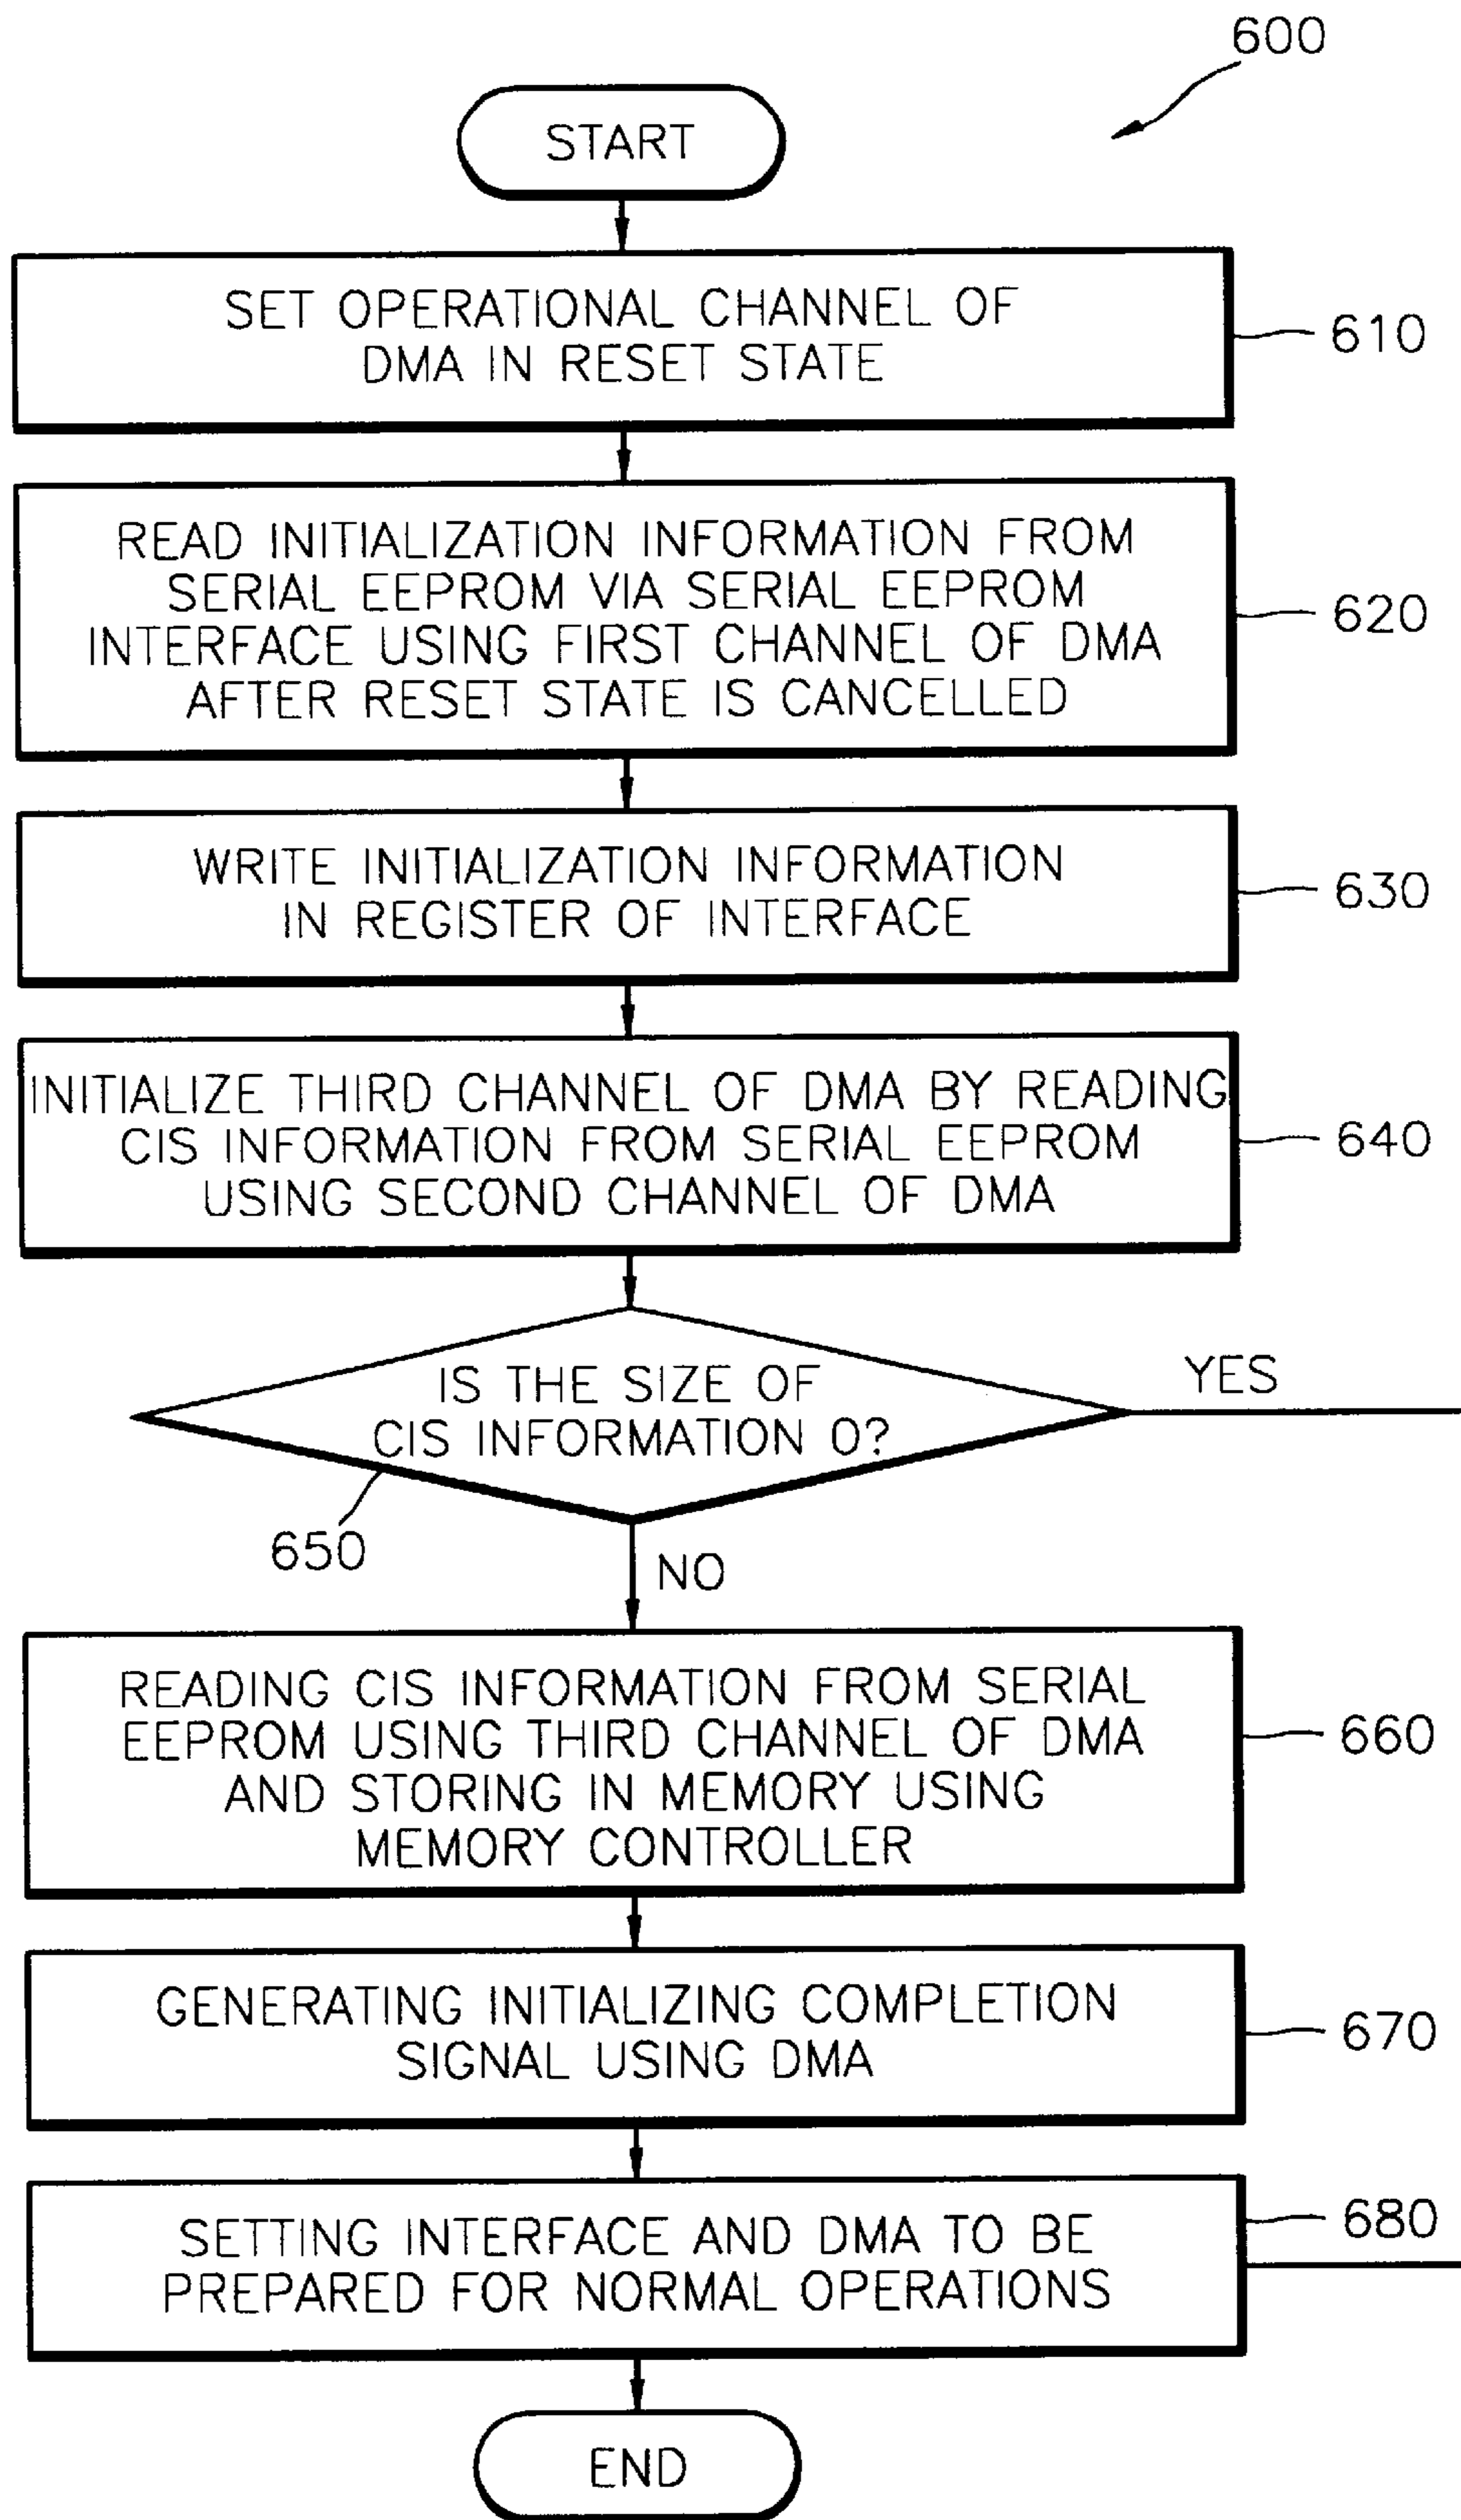 600
START
SET OPERATIONAL CHANNEL OF
DMA IN RESET STATE
610
READ INITIALIZATION INFORMATION FROM
SERIAL EEPROM VIA SERIAL EEPROM
INTERFACE USING FIRST CHANNEL OF DMA
AFTER RESET STATE IS CANCELLED
620
WRITE INITIALIZATION INFORMATION
IN REGISTER OF INTERFACE
630
INITIALIZE THIRD CHANNEL OF DMA BY READING
CIS INFORMATION FROM SERIAL EEPROM
USING SECOND CHANNEL OF DMA
640
IS THE SIZE OF
CIS INFORMATION 0?
YES
650
NO
READING CIS INFORMATION FROM SERIAL
EEPROM USING THIRD CHANNEL OF DMA
AND STORING IN MEMORY USING
MEMORY CONTROLLER
660
GENERATING INITIALIZING COMPLETION
SIGNAL USING DMA
670
SETTING INTERFACE AND DMA TO BE
PREPARED FOR NORMAL OPERATIONS
680
END